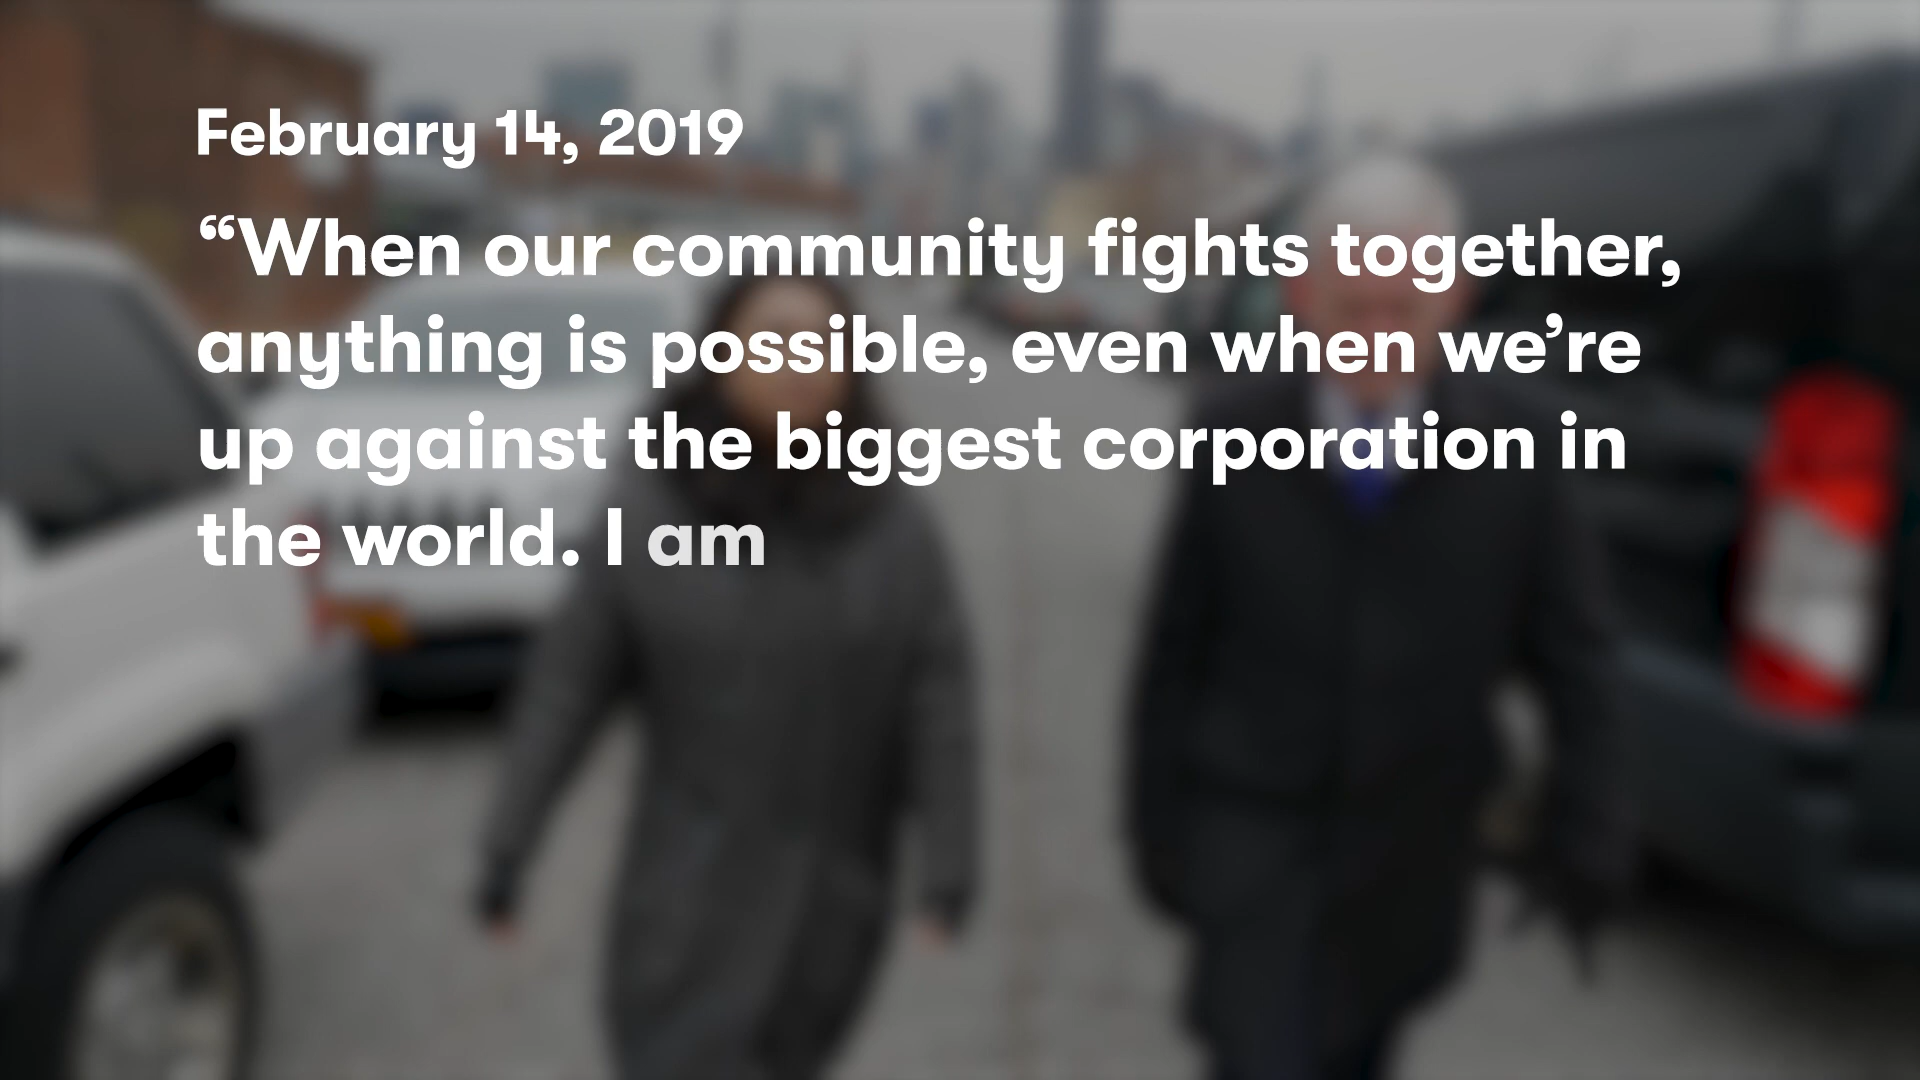 February 14, 2019
“When our community fights together,
anything is possible, even when we’re
up against the biggest corporation in
the world. I am